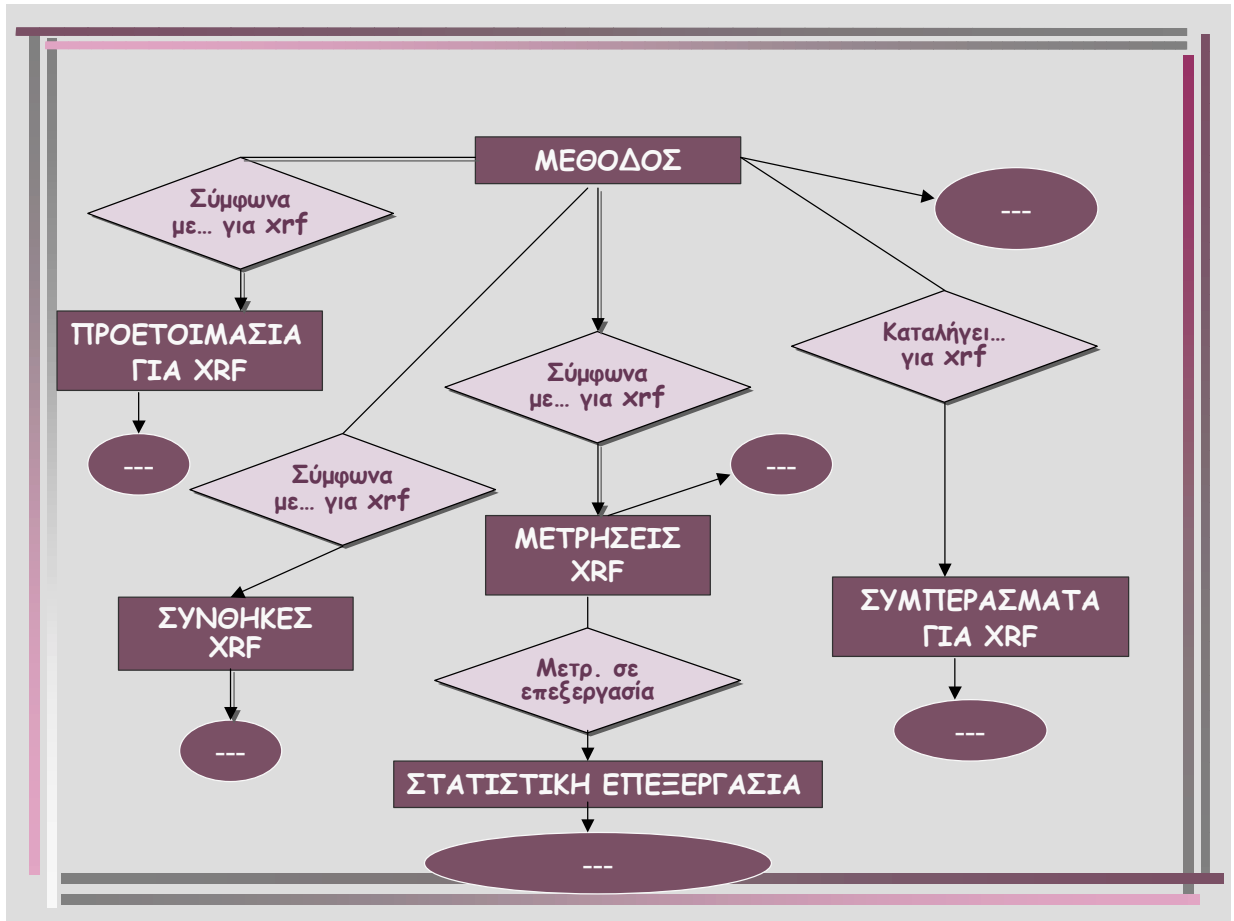 ΜΕΘΟΔΟΣ
Σύμφωνα
με… για xrf
---
ΠΡΟΕΤΟΙΜΑΣΙΑ
ΓΙΑ XRF
Καταλήγει…
για xrf
Σύμφωνα
με… για xrf
---
---
Σύμφωνα
με… για xrf
ΜΕΤΡΗΣΕΙΣ
XRF
ΣΥΝΘΗΚΕΣ
XRF
ΣΥΜΠΕΡΑΣΜΑΤΑ
ΓΙΑ XRF
Μετρ. σε
επεξεργασία
---
---
ΣΤΑΤΙΣΤΙΚΗ ΕΠΕΞΕΡΓΑΣΙΑ
---